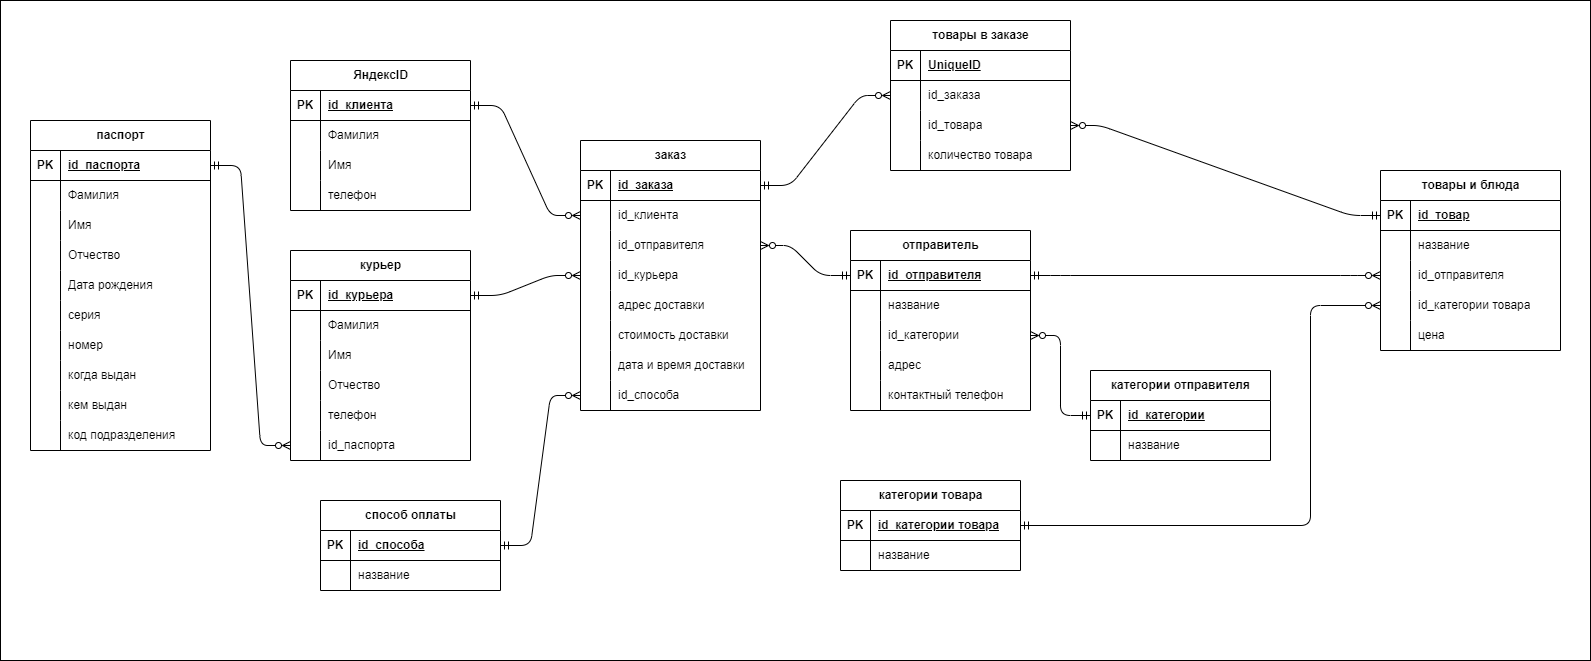 паспорт
PK id_паспорта
Фамилия
Имя
Отчество
Дата рождения
серия
номер
когда выдан
кем выдан
код подразделения
ЯндексID
PK id_клиента
Фамилия
Имя
телефон
курьер
PK id_курьера
Фамилия
Имя
Отчество
телефон
id_паспорта
способ оплаты
PK id_способа
название
заказ
PK id_заказа
id_клиента
id_отправителя
id_курьера
адрес доставки
стоимость доставки
дата и время доставки
id_способа
товары в заказе
PK UniqueID
id_заказа
id_товара
количество товара
отправитель
PK id_отправителя
название
id_категории
адрес
контактный телефон
категории товара
PK id_категории товара
название
категории отправителя
PK id_категории
название
товары и блюда
PK id_товар
название
id_отправителя
id_категории товара
цена